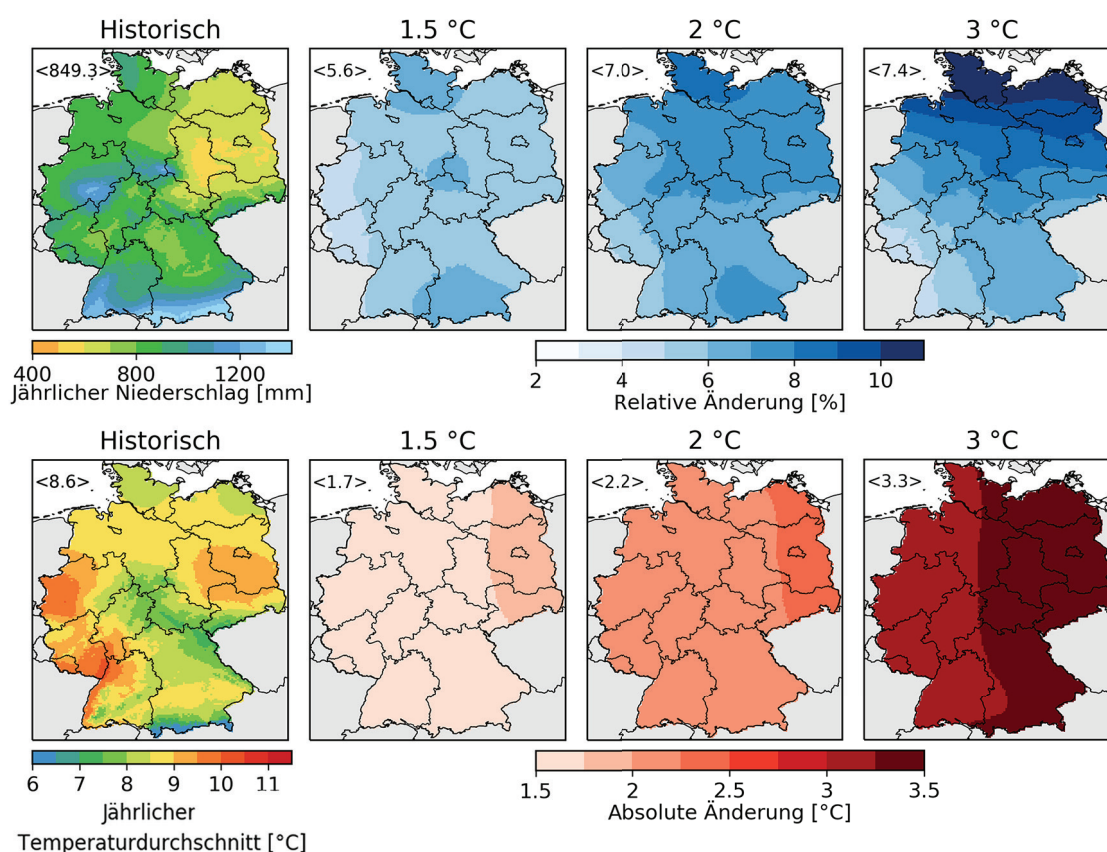 Historisch
1.5 °C
2 °C
3 °C
<849.3>
<5.6>
<7.0>
<7.4>
400 800 1200
Jährlicher Niederschlag [mm]
2 4 6 8 10
Relative Änderung [%]
Historisch
1.5 °C
2 °C
3 °C
<8.6>
<1.7>
<2.2>
<3.3>
6 7 8 9 10 11
Jährlicher
Temperaturdurchschnitt [°C]
1.5 2 2.5 3 3.5
Absolute Änderung [°C]